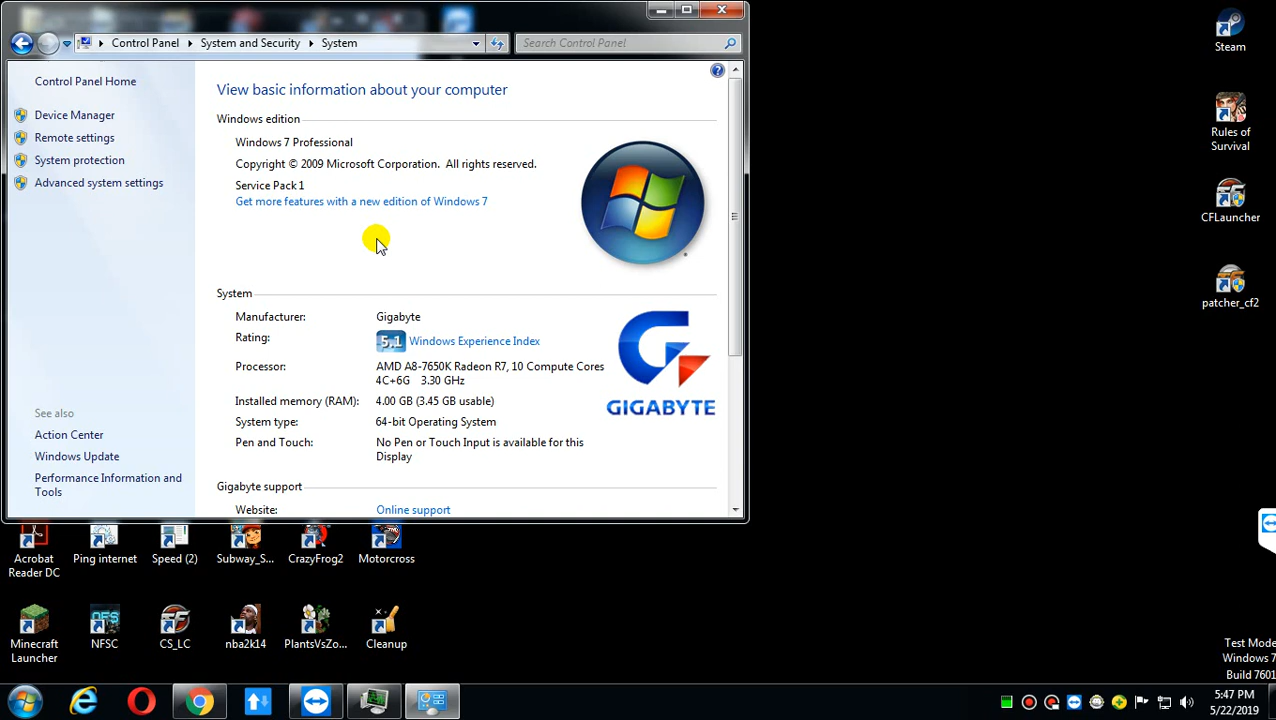 Control Panel
System and Security
System
Search Control Panel
Control Panel Home
Device Manager
Remote settings
System protection
Advanced system settings
See also
Action Center
Windows Update
Performance Information and
Tools
View basic information about your computer
Windows edition
Windows 7 Professional
Copyright © 2009 Microsoft Corporation. All rights reserved.
Service Pack 1
Get more features with a new edition of Windows 7
System
Manufacturer: Gigabyte
Rating: 5.1 Windows Experience Index
Processor: AMD A8-7650K Radeon R7, 10 Compute Cores
4C+6G 3.30 GHz
Installed memory (RAM): 4.00 GB (3.45 GB usable)
System type: 64-bit Operating System
Pen and Touch: No Pen or Touch Input is available for this
Display
GIGABYTE
Gigabyte support
Website: Online support
Steam
Rules of
Survival
CFLauncher
patcher_cf2
Acrobat
Reader DC
Ping internet
Speed (2)
Subway_S...
CrazyFrog2
Motorcross
Minecraft
Launcher
NFSC
CS_LC
nba2k14
PlantsVsZo...
Cleanup
Test Mode
Windows 7
Build 7601
5:47 PM
5/22/2019